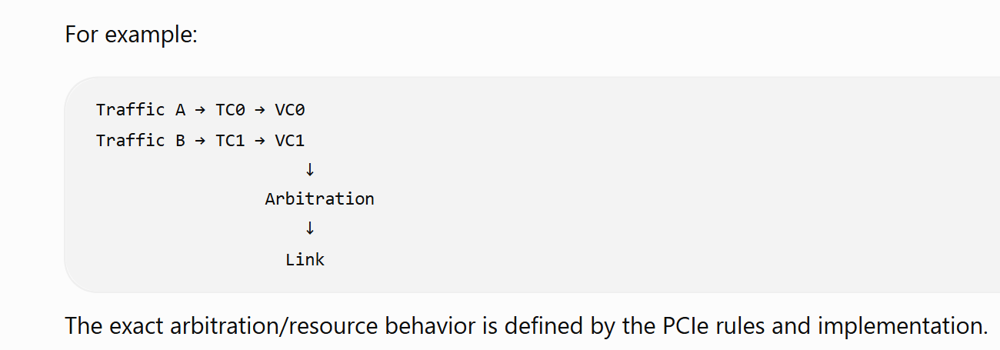 For example:
Traffic A → TC0 → VC0
Traffic B → TC1 → VC1
↓
Arbitration
↓
Link
The exact arbitration/resource behavior is defined by the PCIe rules and implementation.